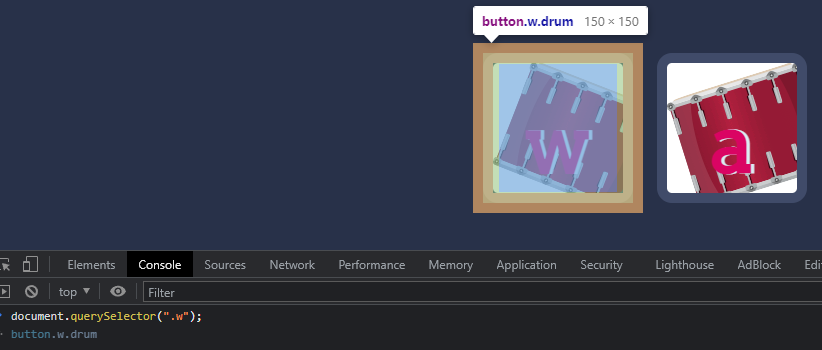 button.w.drum 150 × 150
w a
Elements Console Sources Network Performance Memory Application Security Lighthouse AdBlock Edi
top Filter
document.querySelector(".w");
button.w.drum